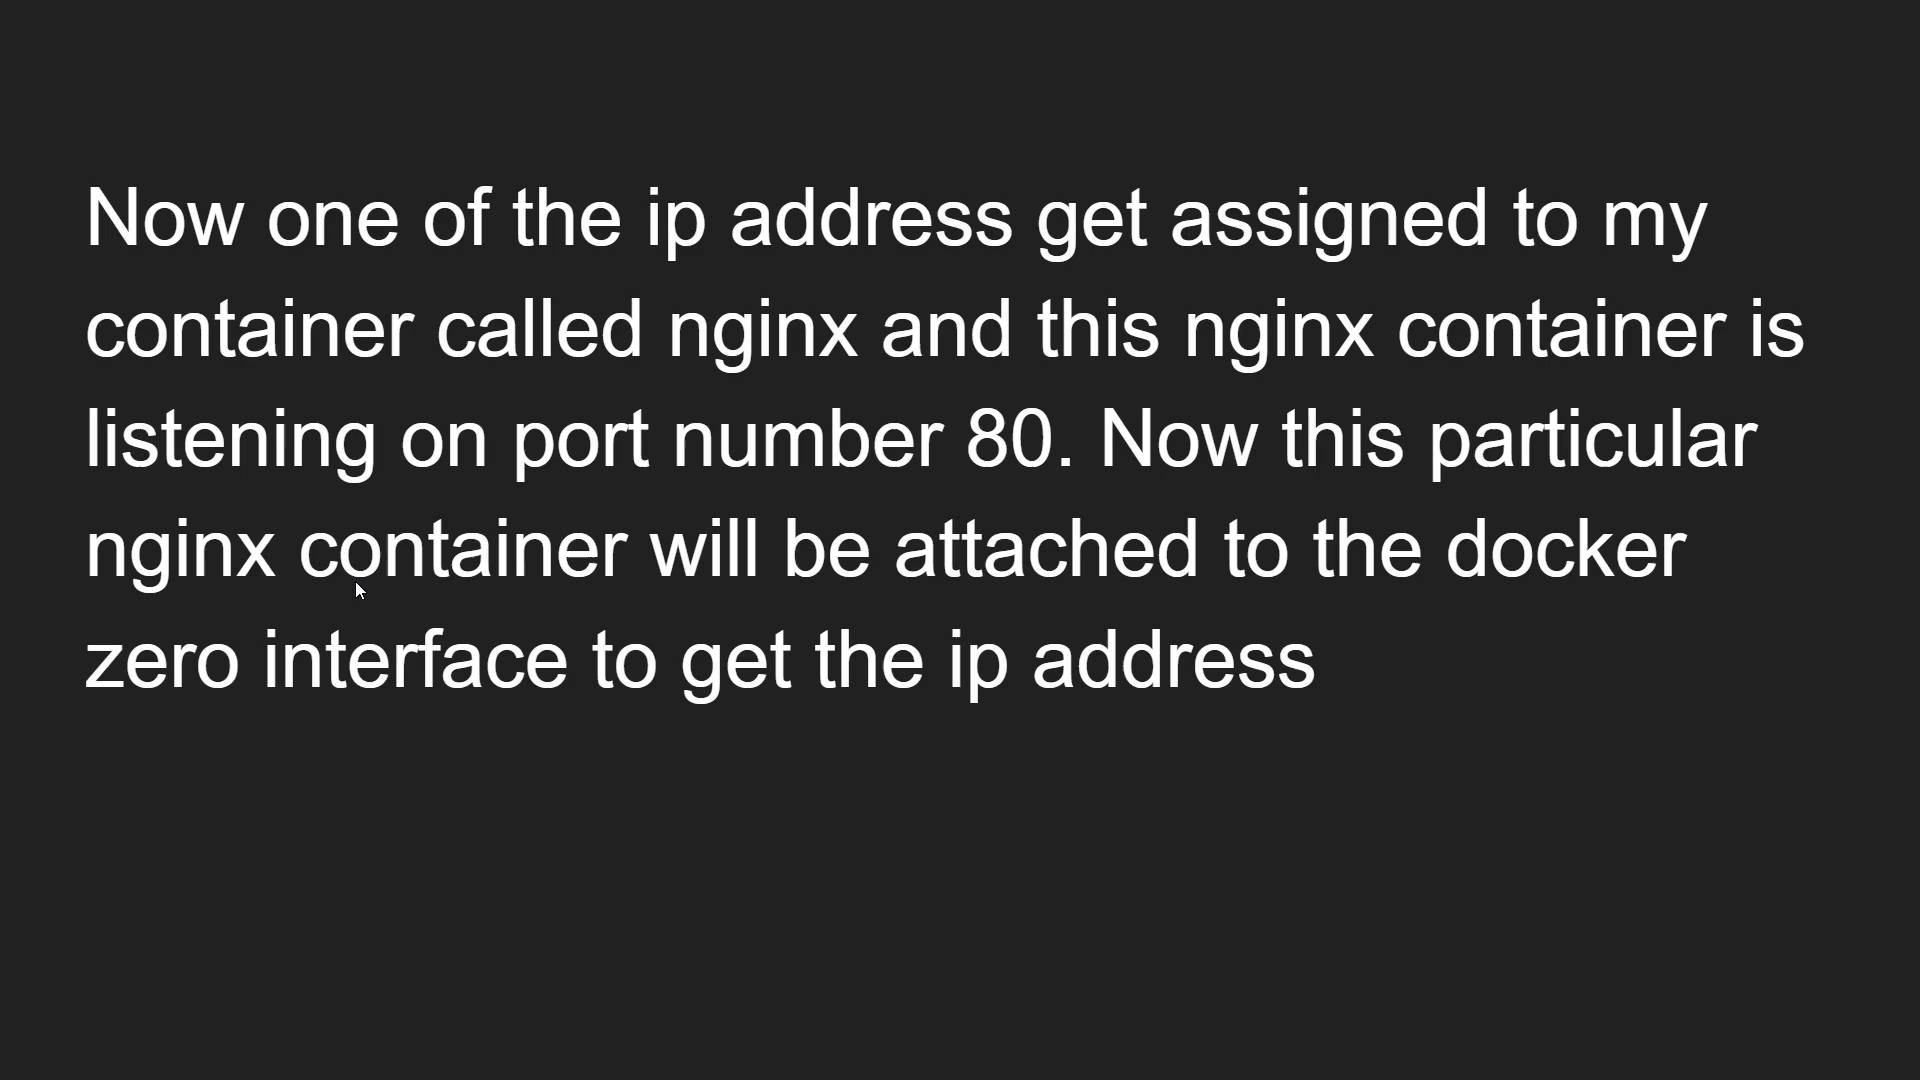 Now one of the ip address get assigned to my
container called nginx and this nginx container is
listening on port number 80. Now this particular
nginx container will be attached to the docker
zero interface to get the ip address